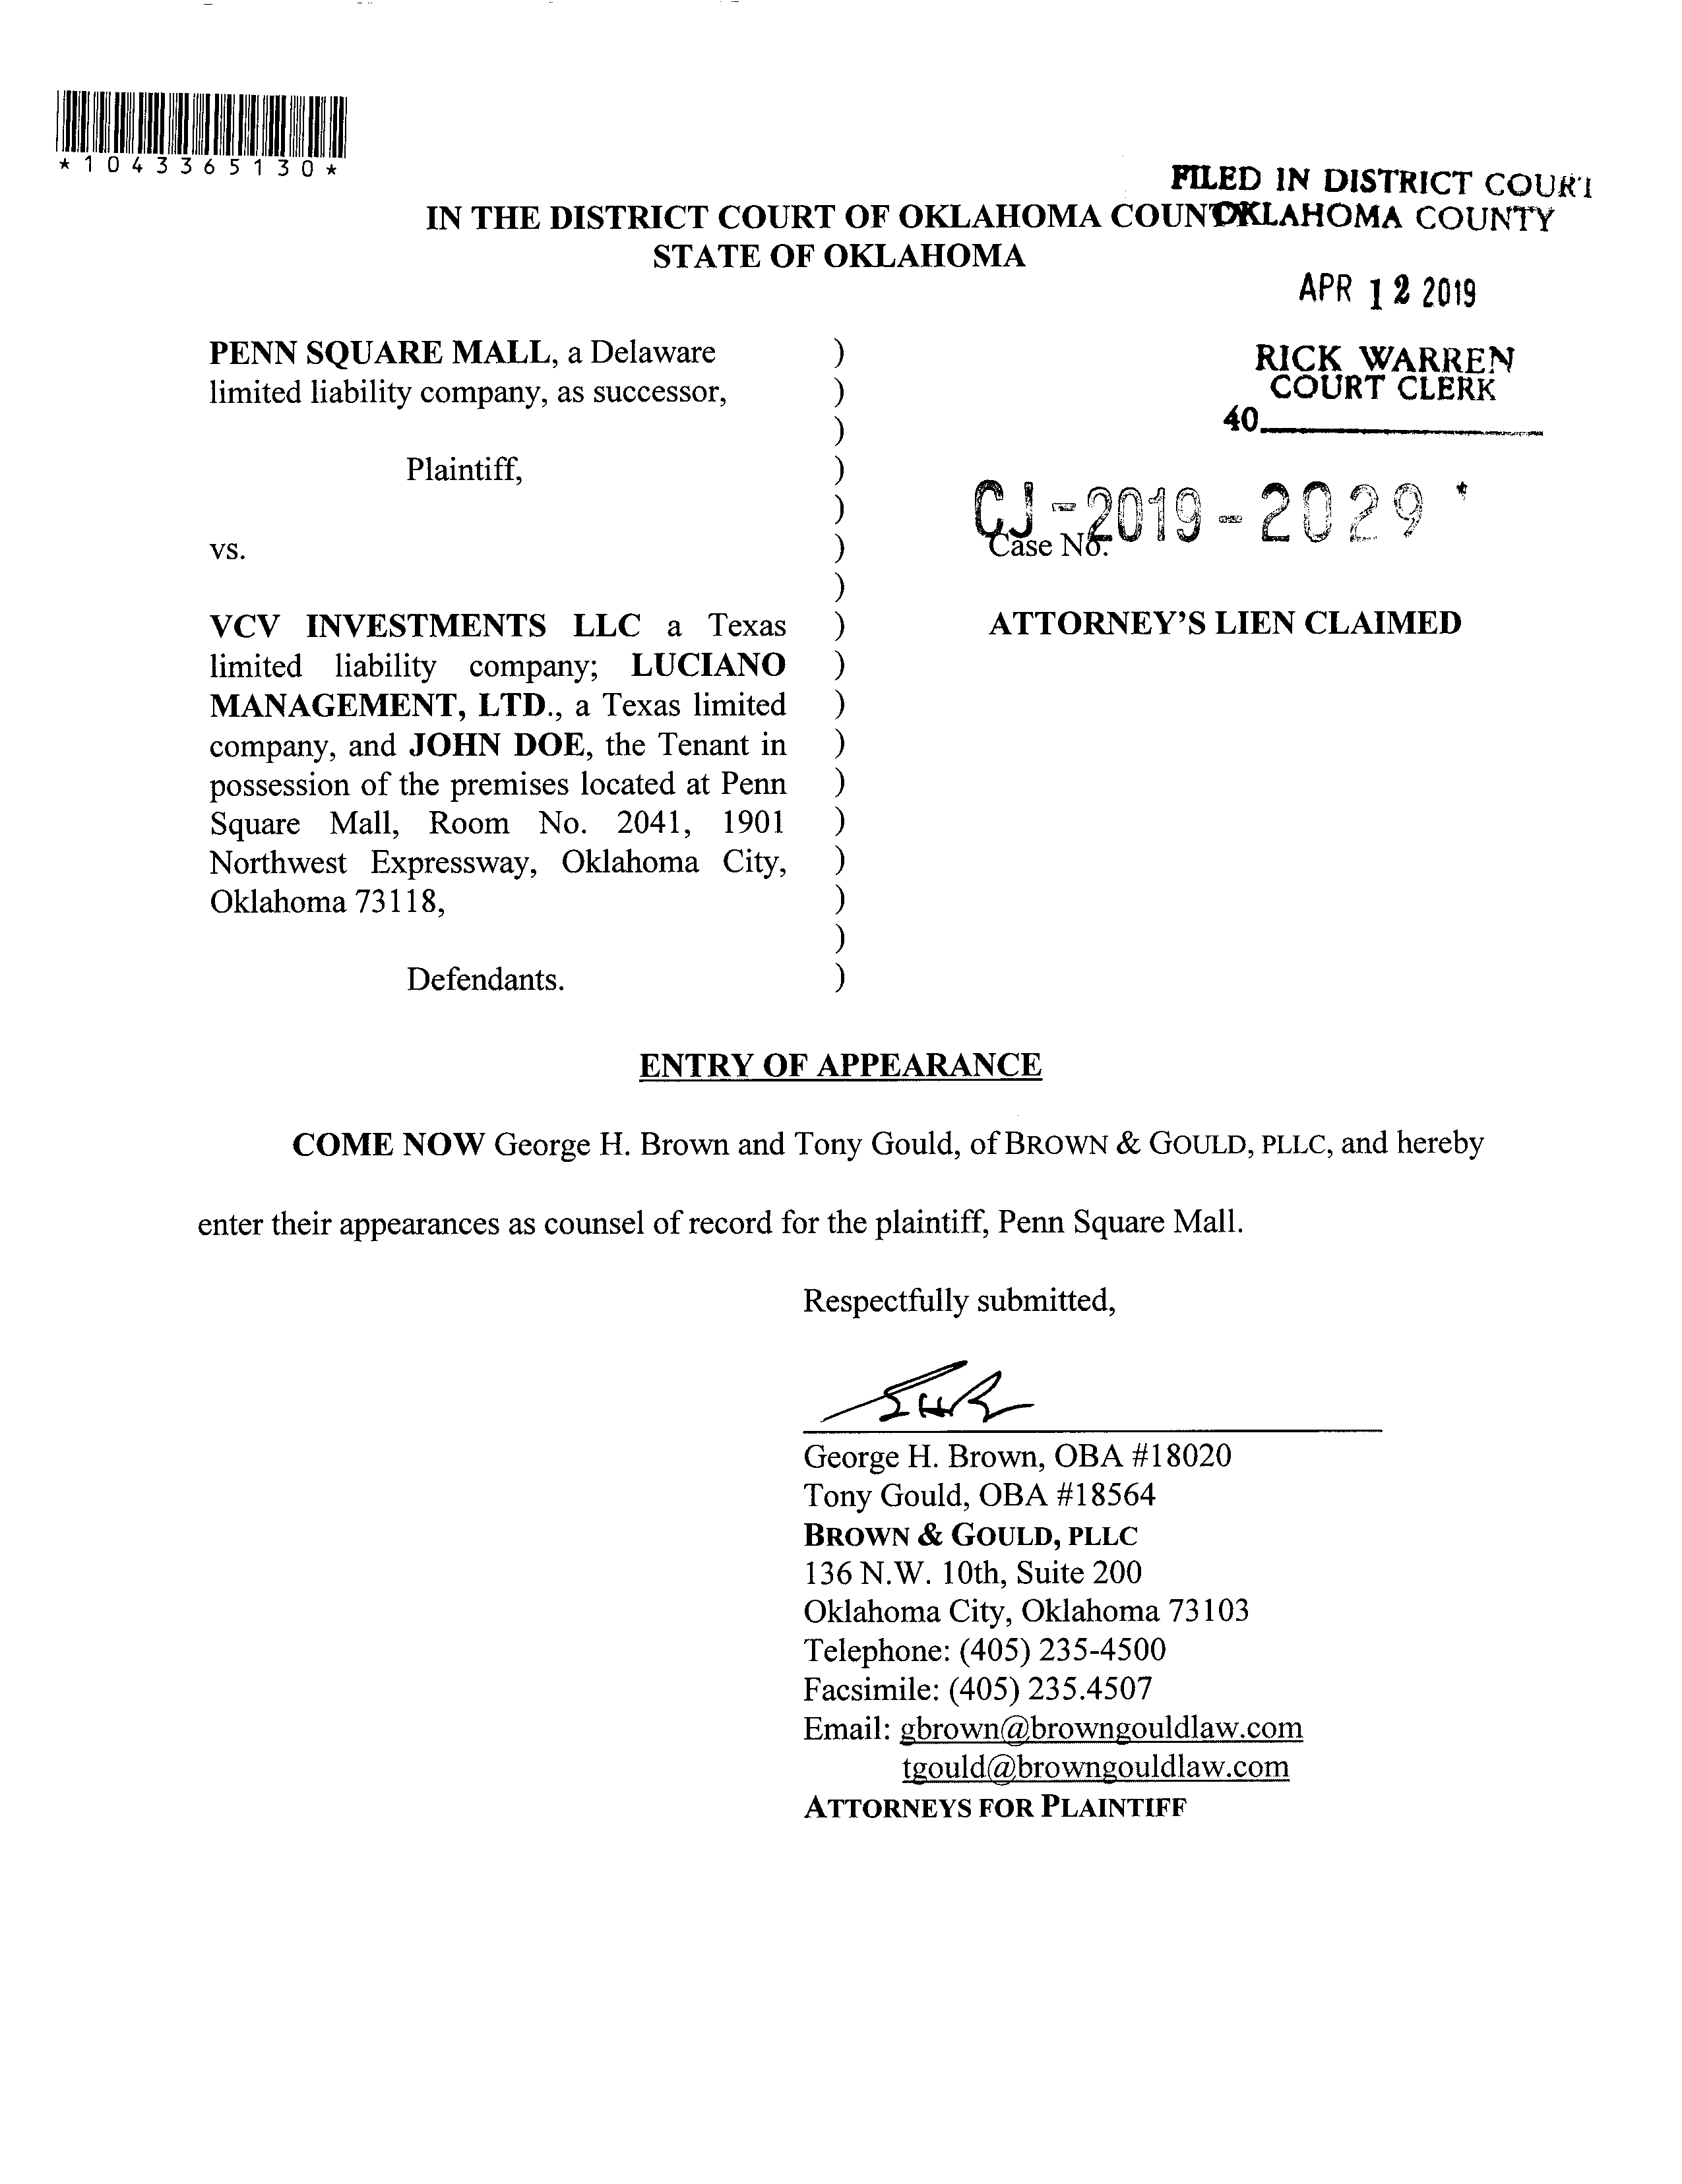 *1043365130*
FILED IN DISTRICT COURT
IN THE DISTRICT COURT OF OKLAHOMA COUNTY
OKLAHOMA COUNTY
STATE OF OKLAHOMA
APR 12 2019
RICK WARREN
COURT CLERK
40
PENN SQUARE MALL, a Delaware )
limited liability company, as successor, )
)
Plaintiff, )
)
vs. )
)
CJ-2019-2029
Case No.
VCV INVESTMENTS LLC a Texas ) ATTORNEY'S LIEN CLAIMED
limited liability company; LUCIANO )
MANAGEMENT, LTD., a Texas limited )
company, and JOHN DOE, the Tenant in )
possession of the premises located at Penn )
Square Mall, Room No. 2041, 1901 )
Northwest Expressway, Oklahoma City, )
Oklahoma 73118, )
)
Defendants. )
ENTRY OF APPEARANCE
COME NOW George H. Brown and Tony Gould, of BROWN & GOULD, PLLC, and hereby
enter their appearances as counsel of record for the plaintiff, Penn Square Mall.
Respectfully submitted,
George H. Brown, OBA #18020
Tony Gould, OBA #18564
BROWN & GOULD, PLLC
136 N.W. 10th, Suite 200
Oklahoma City, Oklahoma 73103
Telephone: (405) 235-4500
Facsimile: (405) 235.4507
Email: gbrown@browngouldlaw.com
tgould@browngouldlaw.com
ATTORNEYS FOR PLAINTIFF